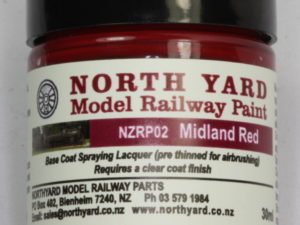 NORTH YARD
Model Railway Paint
NZRP02 Midland Red
Base Coat Spraying Lacquer (pre thinned for airbrushing)
Requires a clear coat finish
NORTHYARD MODEL RAILWAY PARTS
PO Box 482, Blenheim 7240, NZ Ph 03 579 1984
Email: sales@northyard.co.nz www.northyard.co.nz 30ml